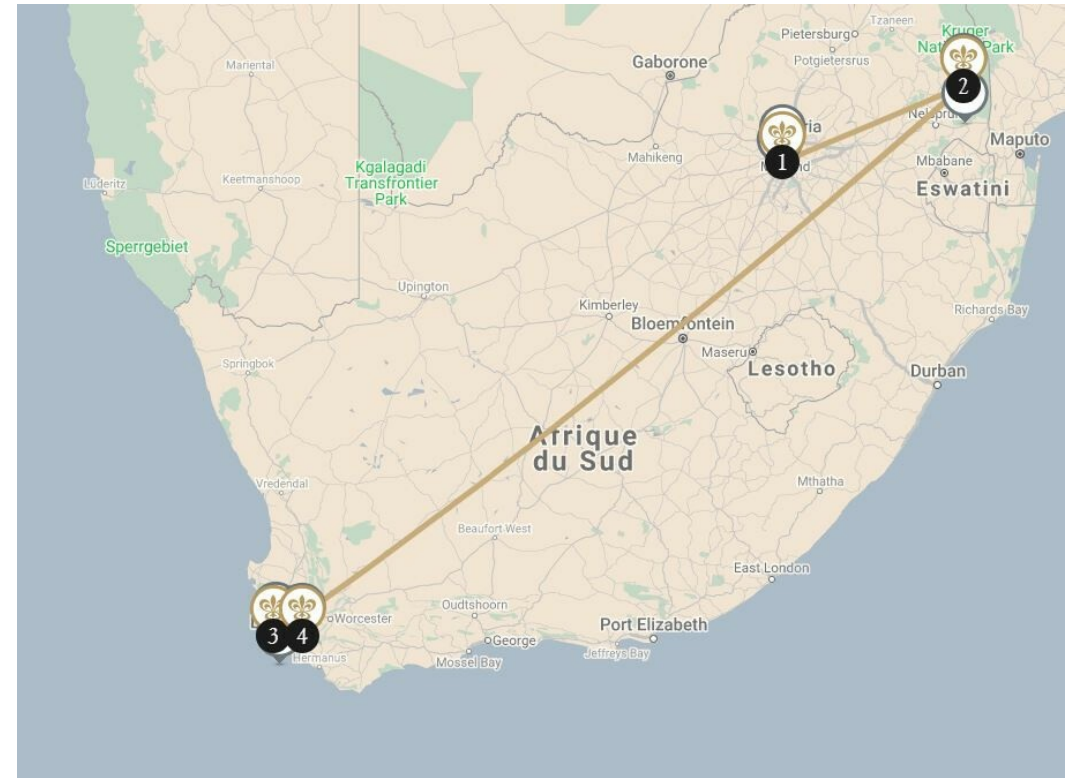 Tzaneen
Pietersburg
Kruger
Potgietersrus
Gaborone
Mariental
2
Maputo
Mahikeng
1
Mbabane
Eswatini
Kgalagadi
Transfrontier
Park
Keetmanshoop
Lüderitz
Sperrgebiet
Upington
Kimberley
Richards Bay
Bloemfontein
Maseru
Lesotho
Durban
Springbok
Afrique
du Sud
Vredendal
Mthatha
Beaufort West
East London
Oudtshoorn
Worcester
Port Elizabeth
3
4
George
Jeffreys Bay
Hermanus
Mossel Bay